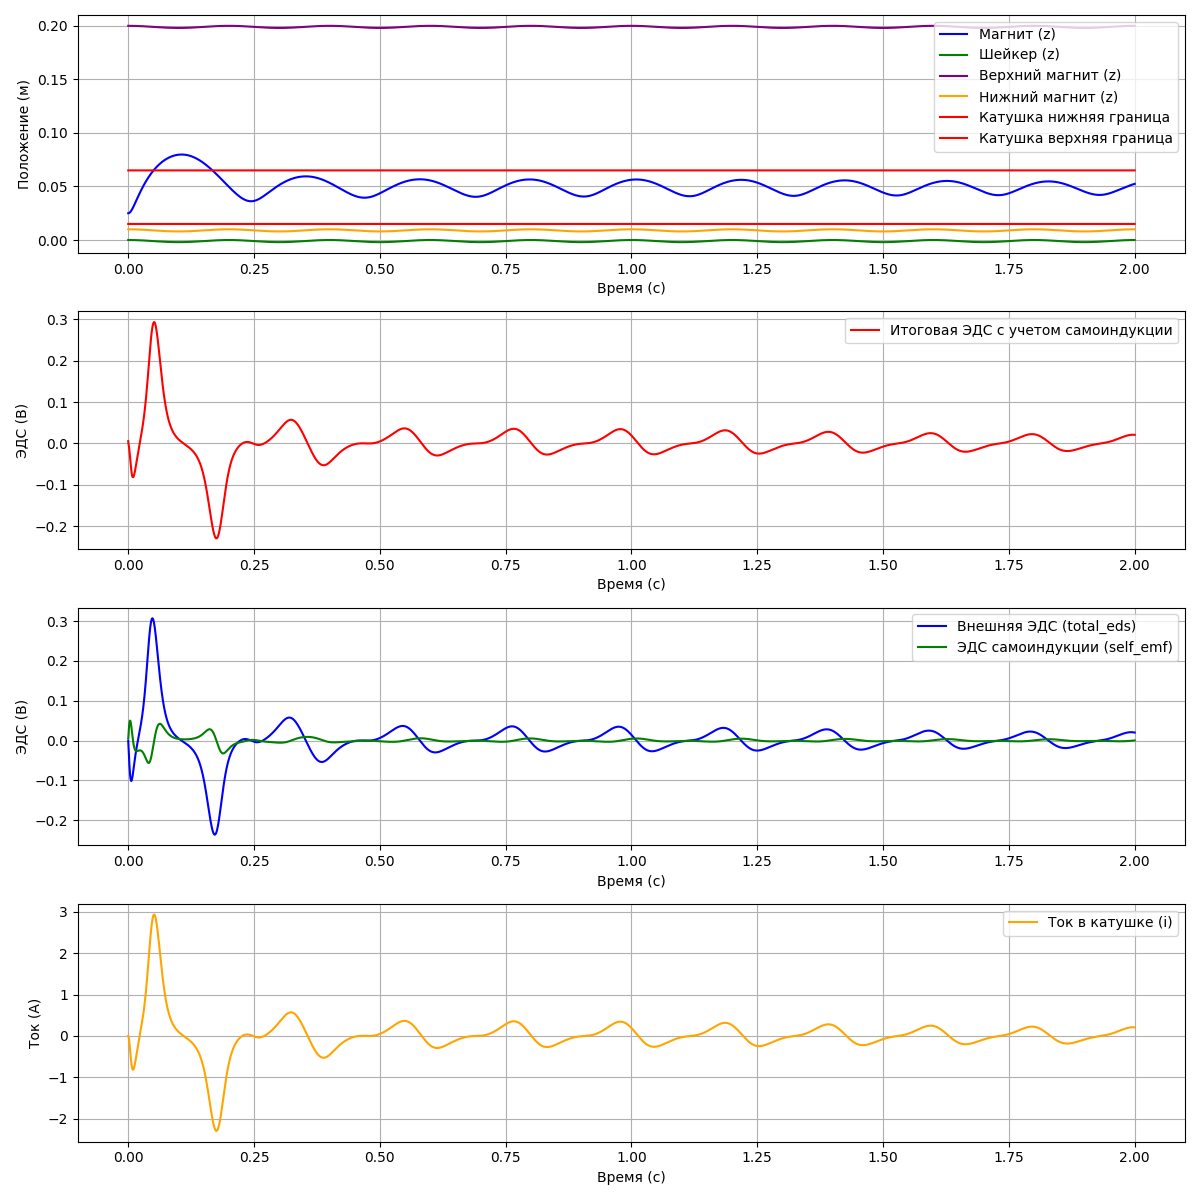 Положение (м)
0.20
0.15
0.10
0.05
0.00
Магнит (z)
Шейкер (z)
Верхний магнит (z)
Нижний магнит (z)
Катушка нижняя граница
Катушка верхняя граница
0.00 0.25 0.50 0.75 1.00 1.25 1.50 1.75 2.00
Время (с)
ЭДС (В)
0.3
0.2
0.1
0.0
−0.1
−0.2
Итоговая ЭДС с учетом самоиндукции
0.00 0.25 0.50 0.75 1.00 1.25 1.50 1.75 2.00
Время (с)
ЭДС (В)
0.3
0.2
0.1
0.0
−0.1
−0.2
Внешняя ЭДС (total_eds)
ЭДС самоиндукции (self_emf)
0.00 0.25 0.50 0.75 1.00 1.25 1.50 1.75 2.00
Время (с)
Ток (А)
3
2
1
0
−1
−2
Ток в катушке (i)
0.00 0.25 0.50 0.75 1.00 1.25 1.50 1.75 2.00
Время (с)